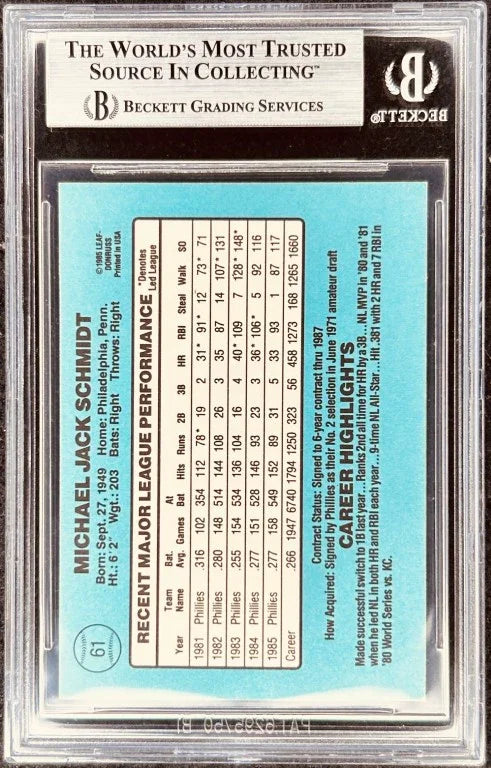 THE WORLD'S MOST TRUSTED
SOURCE IN COLLECTING™
B BECKETT GRADING SERVICES
B
BECKETT®
61
MICHAEL JACK SCHMIDT
Born: Sept. 27, 1949 Home: Philadelphia, Penn.
Ht.: 6' 2" Wgt.: 203 Bats: Right Throws: Right
©1985 LEAF-
DONRUSS
Printed in USA
RECENT MAJOR LEAGUE PERFORMANCE *Denotes Led League
Year Team Name Bat. Avg. Games At Bat Hits Runs 2B 3B HR RBI Steal Walk SO
1981 Phillies .316 102 354 112 78* 19 2 31* 91* 12 73* 71
1982 Phillies .280 148 514 144 108 26 3 35 87 14 107* 131
1983 Phillies .255 154 534 136 104 16 4 40* 109 7 128* 148*
1984 Phillies .277 151 528 146 93 23 3 36* 106* 5 92 116
1985 Phillies .277 158 549 152 89 31 5 33 93 1 87 117
Career .266 1947 6740 1794 1250 323 56 458 1273 168 1265 1660
Contract Status: Signed to 6-year contract thru 1987
How Acquired: Signed by Phillies as their No. 2 selection in June 1971 amateur draft
CAREER HIGHLIGHTS
Made successful switch to 1B last year...Ranks 2nd all time for HR by a 3B....NL MVP in '80 and '81
when he led NL in both HR and RBI each year...9-time NL All-Star...Hit .381 with 2 HR and 7 RBI in
'80 World Series vs. KC.